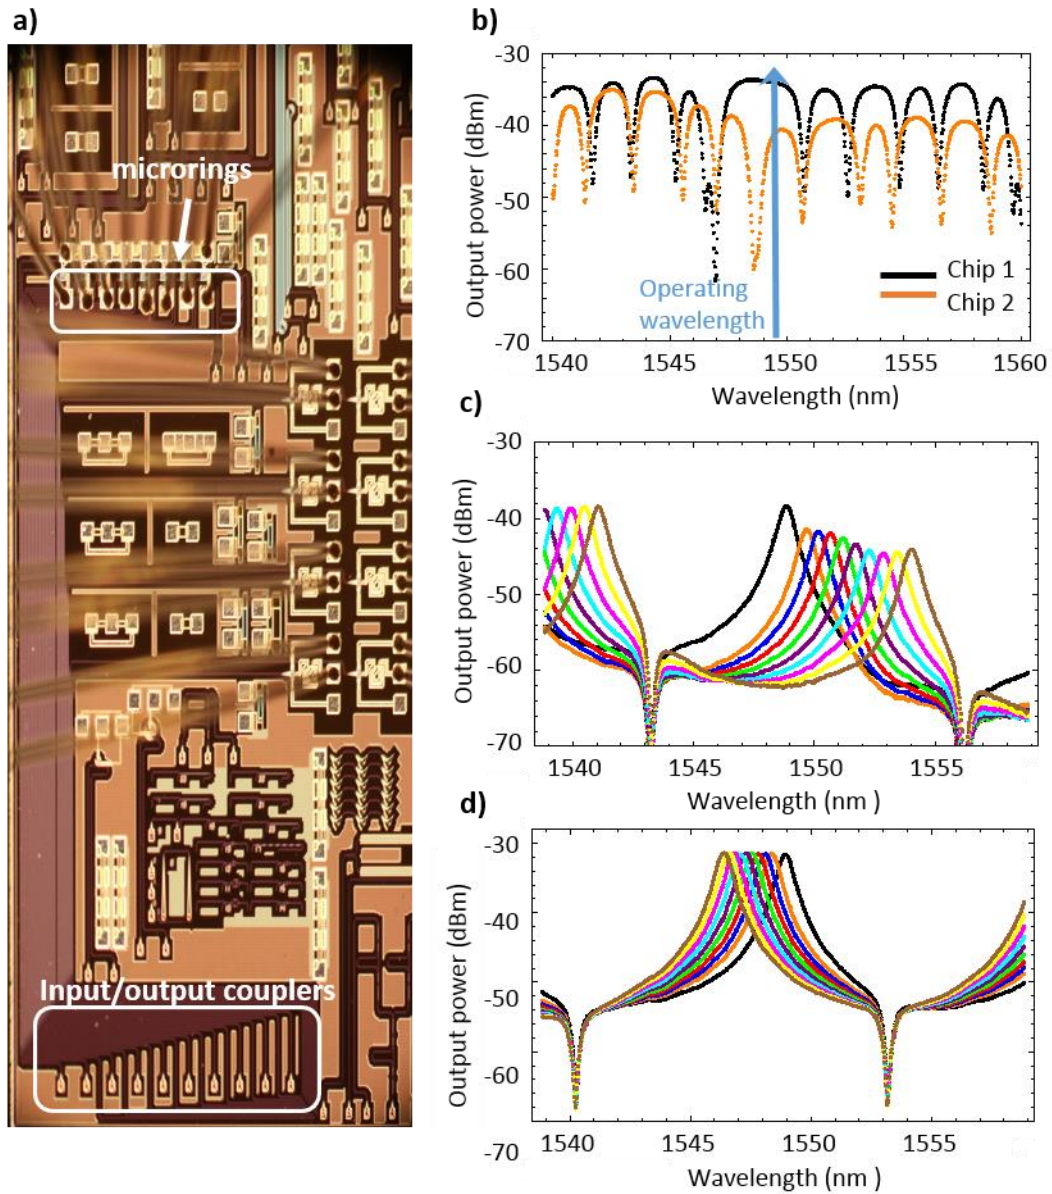 a)
microrings
Input/output couplers
b)
-30
-40
-50
-60
-70
Output power (dBm)
Operating
wavelength
Chip 1
Chip 2
1540
1545
1550
1555
1560
Wavelength (nm)
c)
-30
-40
-50
-60
-70
Output power (dBm)
1540
1545
1550
1555
Wavelength (nm )
d)
-30
-40
-50
-60
-70
Output power (dBm)
1540
1545
1550
1555
Wavelength (nm )